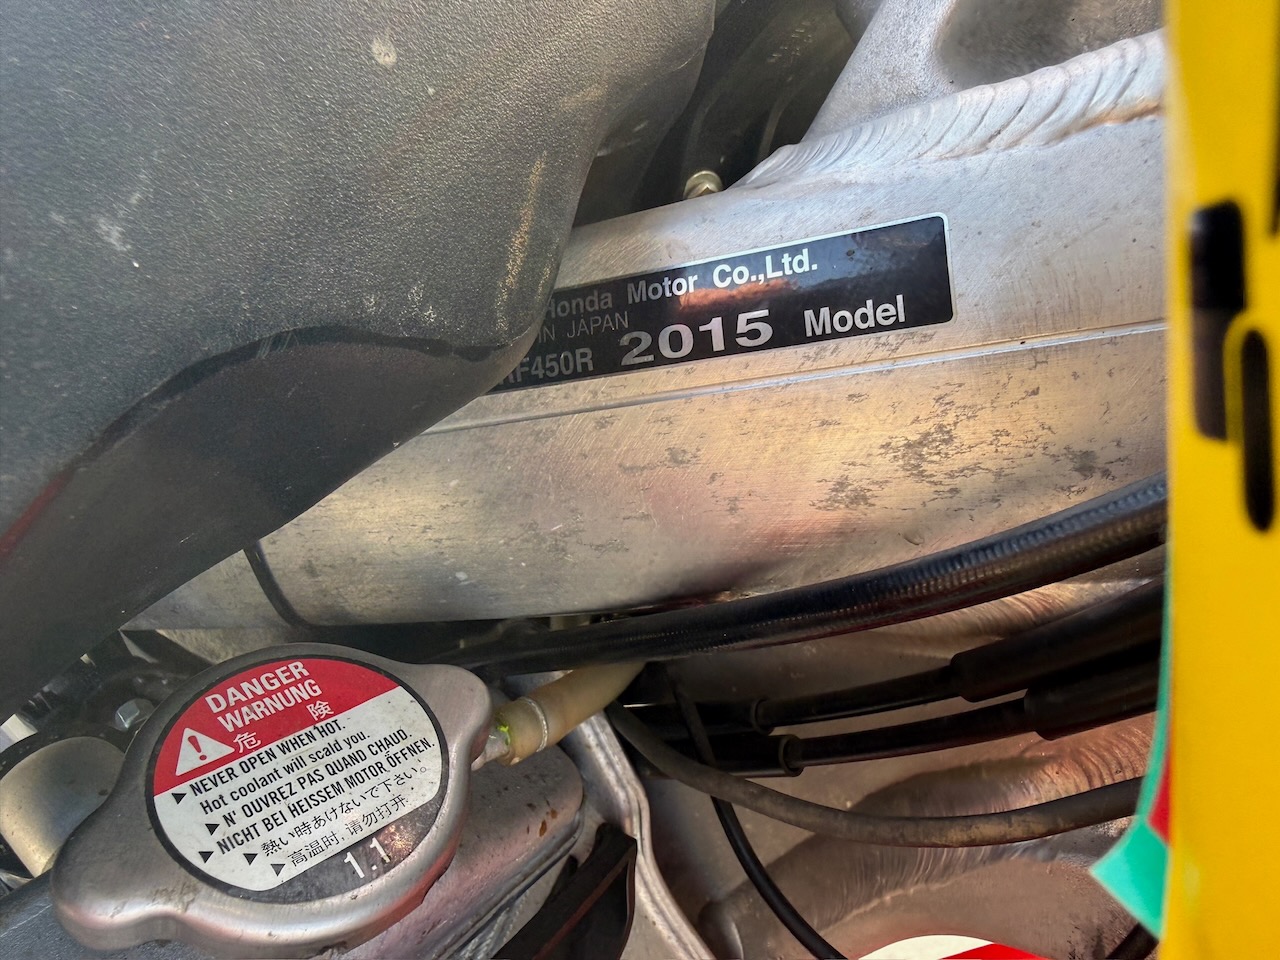 Honda Motor Co.,Ltd.
IN JAPAN
RF450R 2015 Model
DANGER
WARNUNG
危険
NEVER OPEN WHEN HOT.
Hot coolant will scald you.
N' OUVREZ PAS QUAND CHAUD.
NICHT BEI HEISSEM MOTOR ÖFFNEN.
熱い時あけないで下さい。
高温时,请勿打开·
1.1